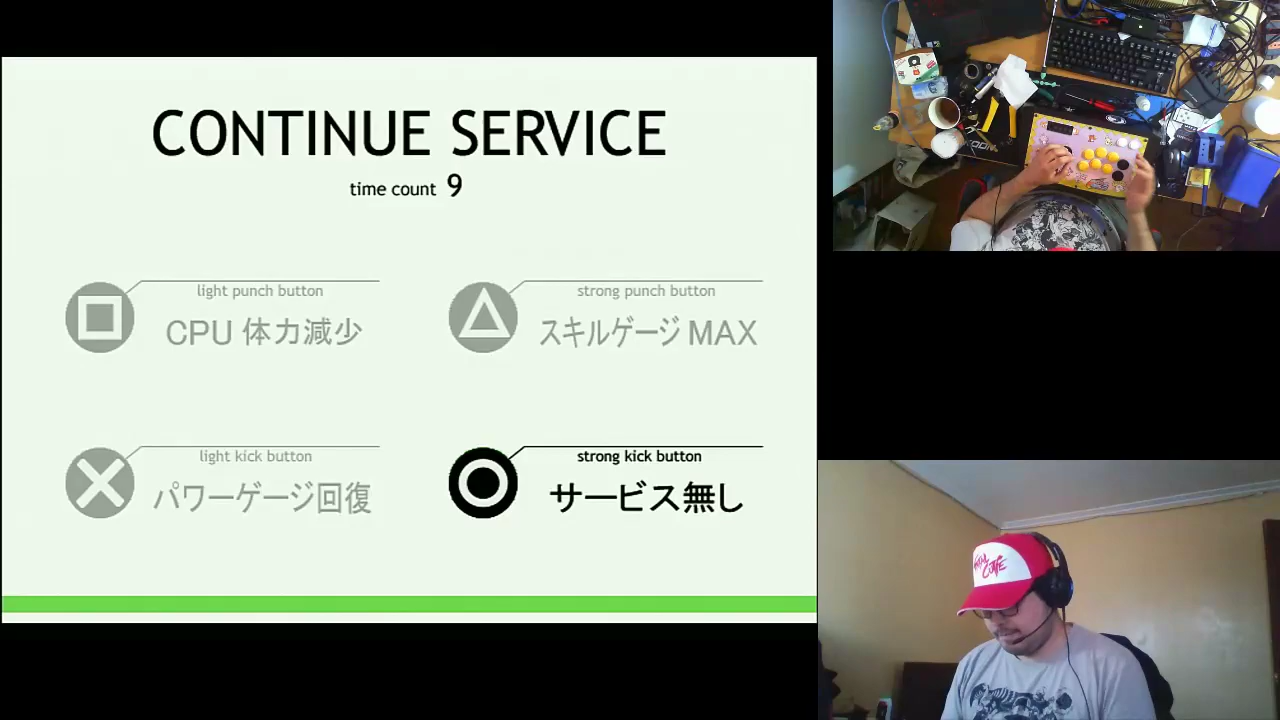 CONTINUE SERVICE
time count 9
light punch button
CPU 体力減少
strong punch button
スキルゲージ MAX
light kick button
パワーゲージ回復
strong kick button
サービス無し